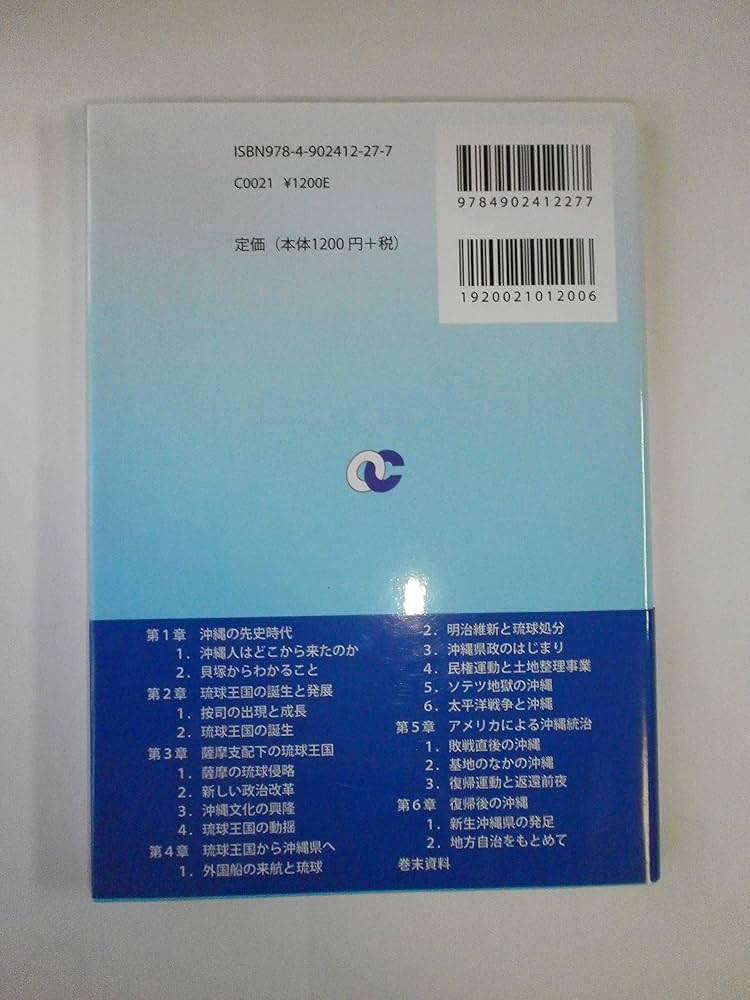 ISBN978-4-902412-27-7
C0021 ¥1200E
定価（本体1200円＋税）
9784902412277
1920021012006
第1章 沖縄の先史時代
1．沖縄人はどこから来たのか
2．貝塚からわかること
第2章 琉球王国の誕生と発展
1．按司の出現と成長
2．琉球王国の誕生
第3章 薩摩支配下の琉球王国
1．薩摩の琉球侵略
2．新しい政治改革
3．沖縄文化の興隆
4．琉球王国の動揺
第4章 琉球王国から沖縄県へ
1．外国船の来航と琉球
2．明治維新と琉球処分
3．沖縄県政のはじまり
4．民権運動と土地整理事業
5．ソテツ地獄の沖縄
6．太平洋戦争と沖縄
第5章 アメリカによる沖縄統治
1．敗戦直後の沖縄
2．基地のなかの沖縄
3．復帰運動と返還前夜
第6章 復帰後の沖縄
1．新生沖縄県の発足
2．地方自治をもとめて
巻末資料